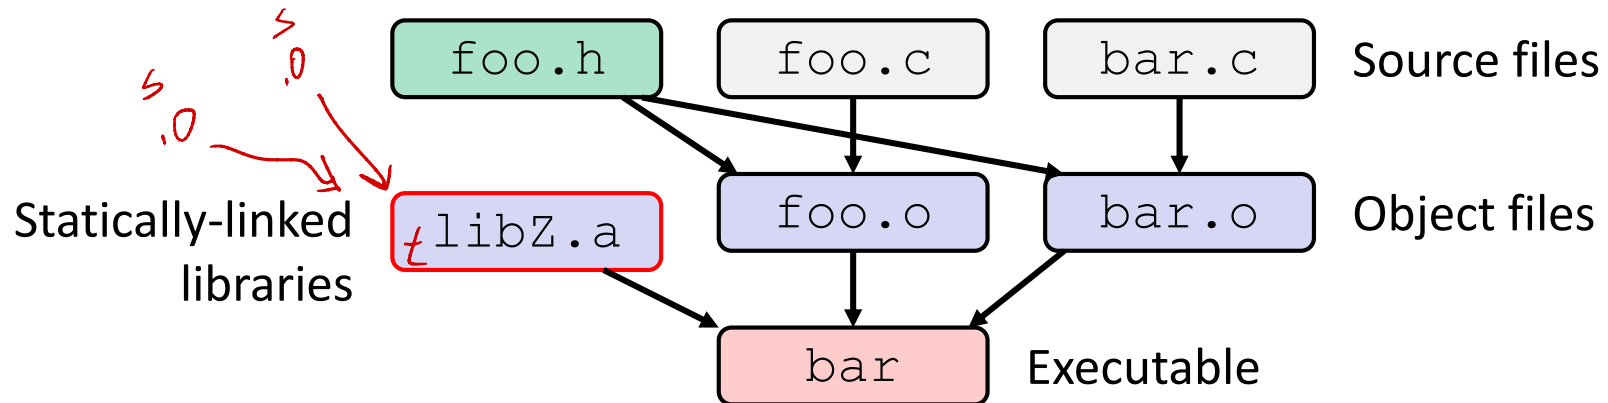 s
.o
s
.o
foo.h foo.c bar.c Source files
Statically-linked
libraries
t libZ.a foo.o bar.o Object files
bar Executable